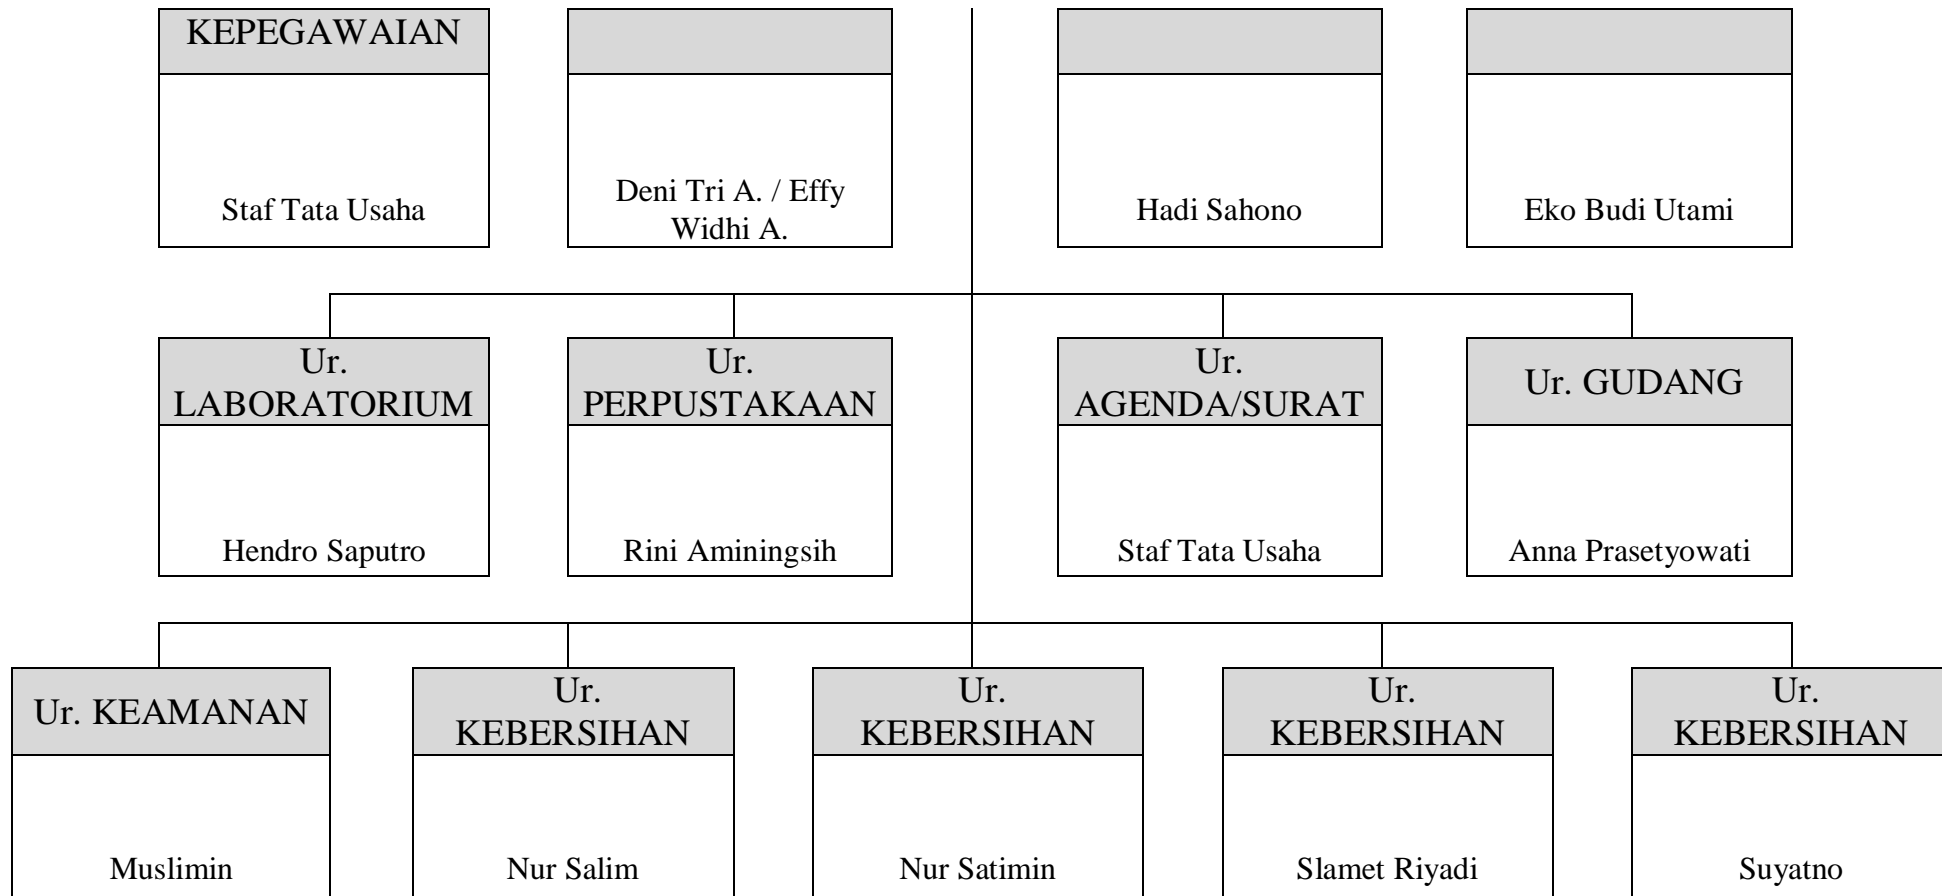 KEPEGAWAIAN
Staf Tata Usaha
Deni Tri A. / Effy
Widhi A.
Hadi Sahono
Eko Budi Utami
Ur.
LABORATORIUM
Ur.
PERPUSTAKAAN
Ur.
AGENDA/SURAT
Ur. GUDANG
Hendro Saputro
Rini Aminingsih
Staf Tata Usaha
Anna Prasetyowati
Ur. KEAMANAN
Ur.
KEBERSIHAN
Ur.
KEBERSIHAN
Ur.
KEBERSIHAN
Ur.
KEBERSIHAN
Muslimin
Nur Salim
Nur Satimin
Slamet Riyadi
Suyatno